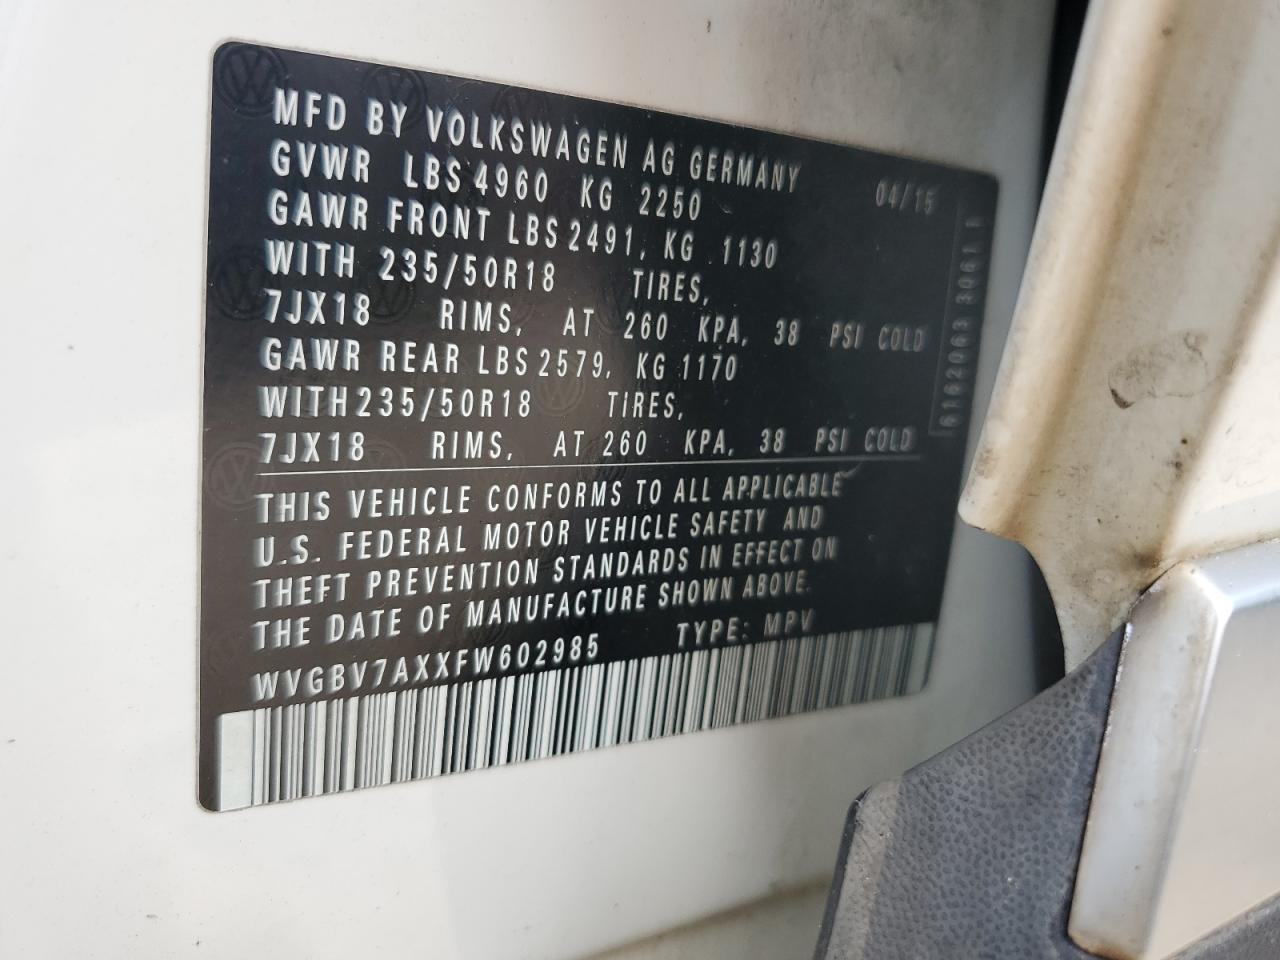 MFD BY VOLKSWAGEN AG GERMANY 04/15
GVWR LBS 4960 KG 2250
GAWR FRONT LBS 2491, KG 1130
WITH 235/50R18 TIRES,
7JX18 RIMS, AT 260 KPA, 38 PSI COLD
GAWR REAR LBS 2579, KG 1170
WITH 235/50R18 TIRES,
7JX18 RIMS, AT 260 KPA, 38 PSI COLD
THIS VEHICLE CONFORMS TO ALL APPLICABLE
U.S. FEDERAL MOTOR VEHICLE SAFETY AND
THEFT PREVENTION STANDARDS IN EFFECT ON
THE DATE OF MANUFACTURE SHOWN ABOVE.
WVGBV7AXXFW602985 TYPE: MPV